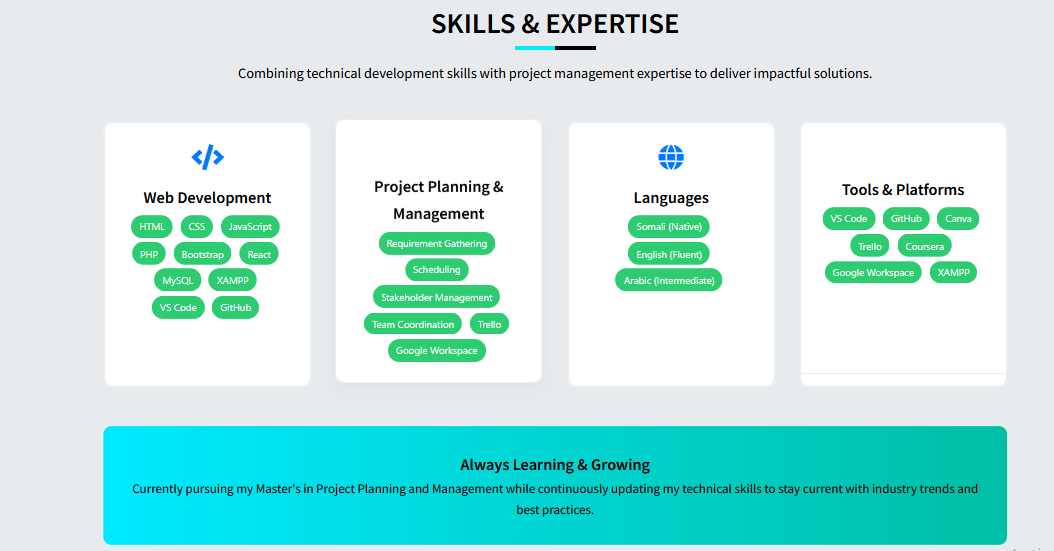 SKILLS & EXPERTISE
Combining technical development skills with project management expertise to deliver impactful solutions.
Web Development
HTML CSS JavaScript
PHP Bootstrap React
MySQL XAMPP
VS Code GitHub
Project Planning &
Management
Requirement Gathering
Scheduling
Stakeholder Management
Team Coordination Trello
Google Workspace
Languages
Somali (Native)
English (Fluent)
Arabic (Intermediate)
Tools & Platforms
VS Code GitHub Canva
Trello Coursera
Google Workspace XAMPP
Always Learning & Growing
Currently pursuing my Master's in Project Planning and Management while continuously updating my technical skills to stay current with industry trends and
best practices.